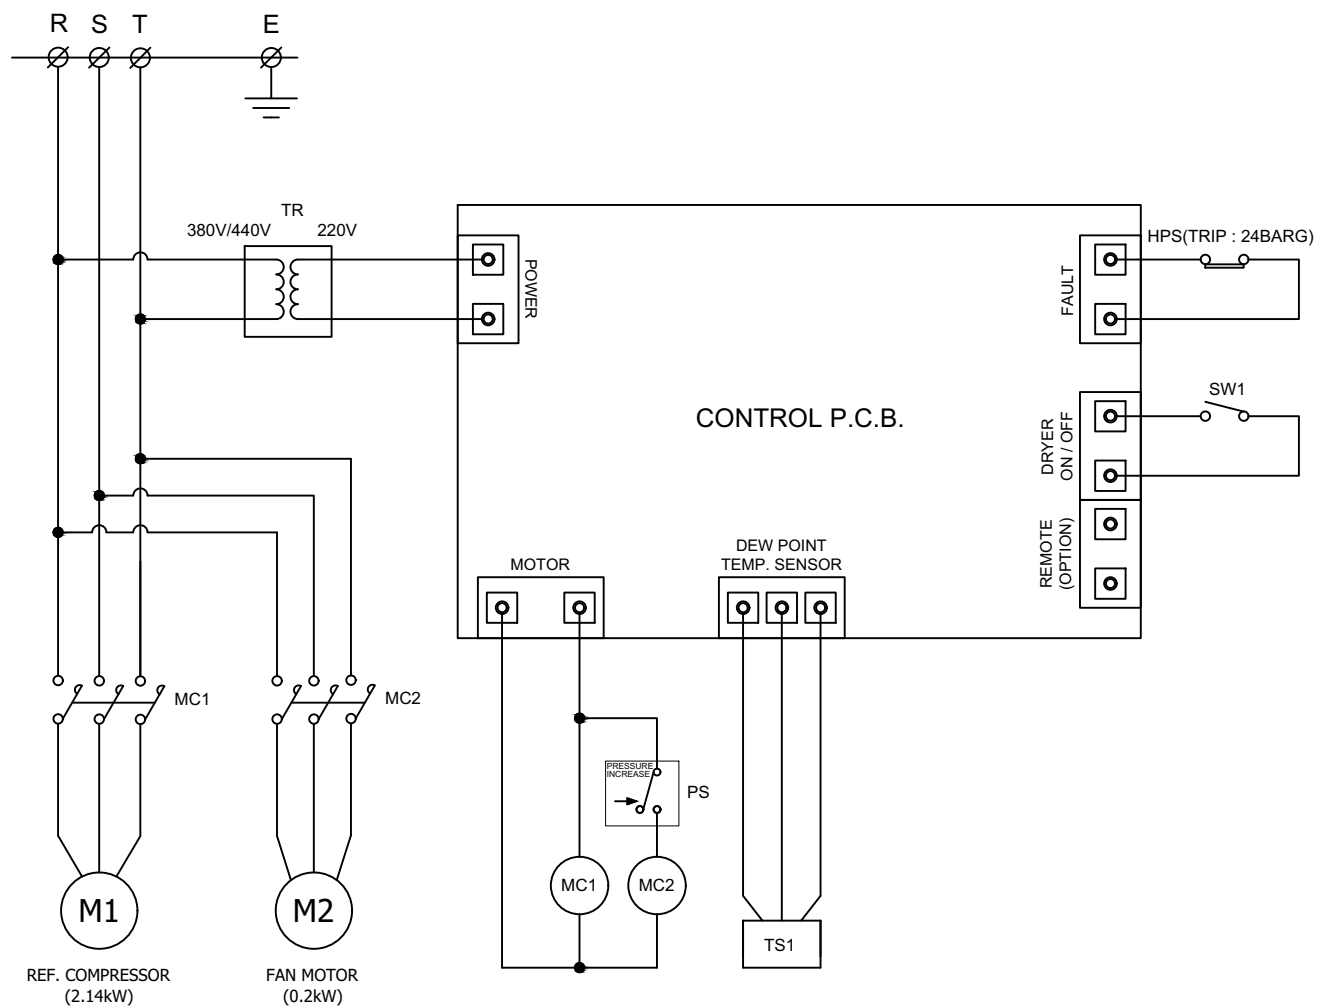 R S T E
TR
380V/440V 220V
POWER
HPS(TRIP : 24BARG)
FAULT
CONTROL P.C.B.
SW1
DRYER
ON / OFF
REMOTE
(OPTION)
MOTOR
DEW POINT
TEMP. SENSOR
MC1
MC2
PRESSURE
INCREASE
PS
MC1
MC2
TS1
M1
M2
REF. COMPRESSOR
(2.14kW)
FAN MOTOR
(0.2kW)